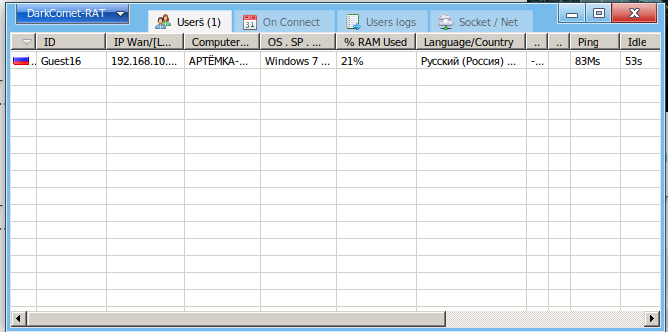 DarkComet-RAT
Users (1)
On Connect
Users logs
Socket / Net
ID IP Wan/[L... Computer... OS . SP . ... % RAM Used Language/Country .. .. Ping Idle
.. Guest16 192.168.10.... АРТЁМКА-... Windows 7 ... 21% Русский (Россия) ... -... 83Ms 53s